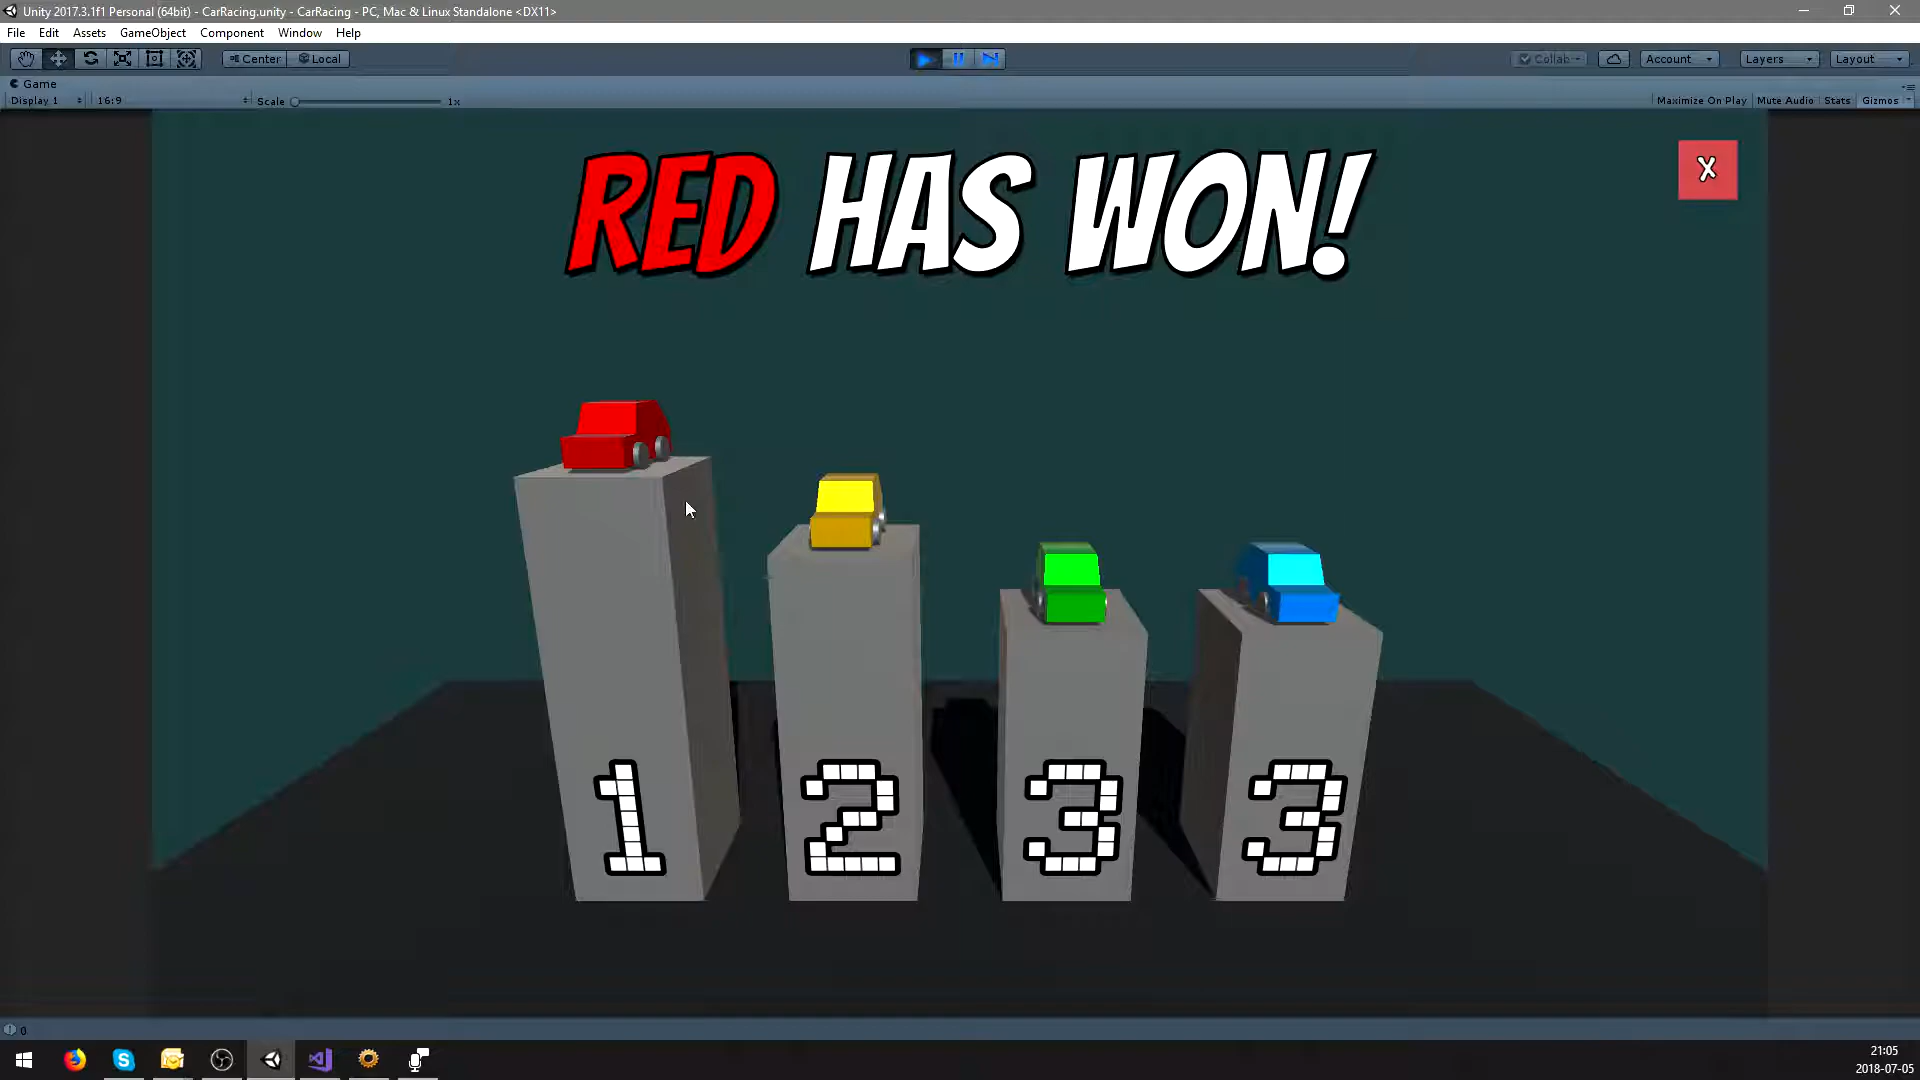 Unity 2017.3.1f1 Personal (64bit) - CarRacing.unity - CarRacing - PC, Mac & Linux Standalone <DX11>
File Edit Assets GameObject Component Window Help
Center Local Collab Account Layers Layout
Game
Display 1 16:9 Scale 1x Maximize On Play Mute Audio Stats Gizmos
RED HAS WON!
X
1 2 3 3
0
21:05
2018-07-05